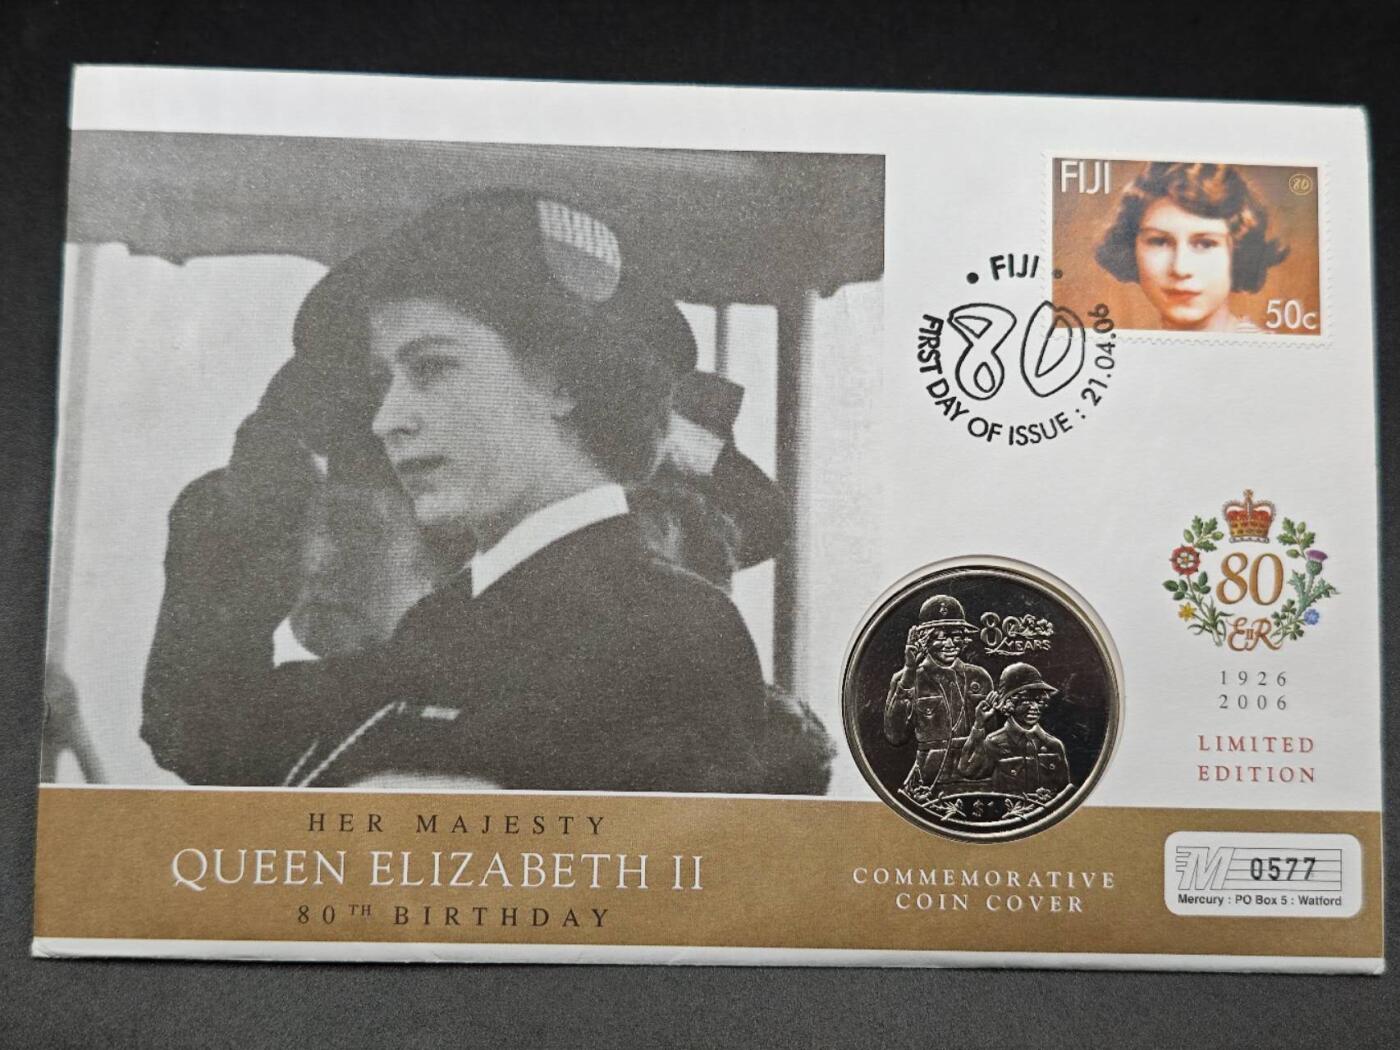 FIJI
80
50c
• FIJI •
80
FIRST DAY OF ISSUE : 21.04.06
80
YEARS
$1
80
EIIR
1926
2006
LIMITED
EDITION
HER MAJESTY
QUEEN ELIZABETH II
80TH BIRTHDAY
COMMEMORATIVE
COIN COVER
M 0577
Mercury : PO Box 5 : Watford